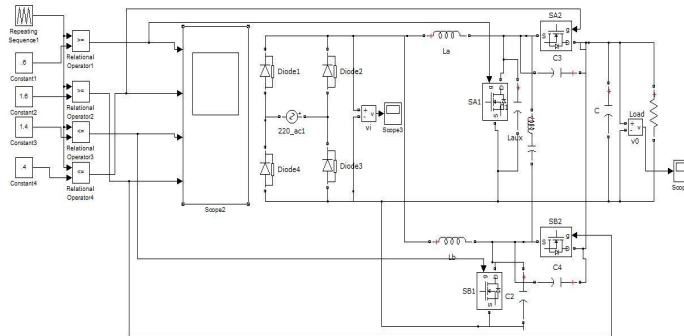 Repeating
Sequence1
.6
Constant1
>=
Relational
Operator1
1.6
Constant2
>=
Relational
Operator2
1.4
Constant3
<=
Relational
Operator3
.4
Constant4
<=
Relational
Operator4
Scope2
Diode1
Diode2
220_ac1
Diode4
Diode3
+
-
v
vi
Scope3
La
SA1
g
D
S
Laux
SA2
S
g
D
C3
C
Load
+
-
v
v0
Lb
SB1
g
D
S
C2
SB2
S
g
D
C4